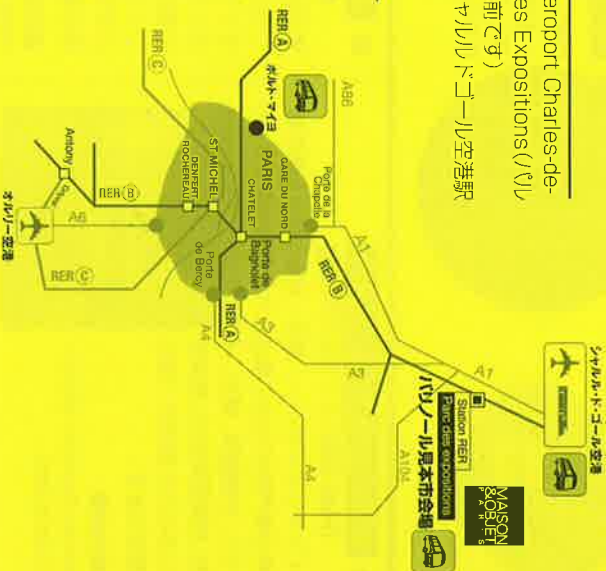 eroport Charles-de-
es Expositions(パル
前です)
ャルルドゴール空港駅
シャルル・ド・ゴール空港
MAISON
&OBJET
PARIS
Station RER
Parc des expositions
パリノール見本市会場
A1
A1
A104
A3
A3
A4
A4
A86
Porte de la
Chapelle
RER B
RER A
RER C
ポルト・マイヨ
PARIS
GARE DU NORD
CHATELET
Porte de
Bagnolet
ST-MICHEL
DENFERT
ROCHEREAU
Porte
de Bercy
RER A
RER B
RER C
A6
Antony
Orlyval
オルリー空港